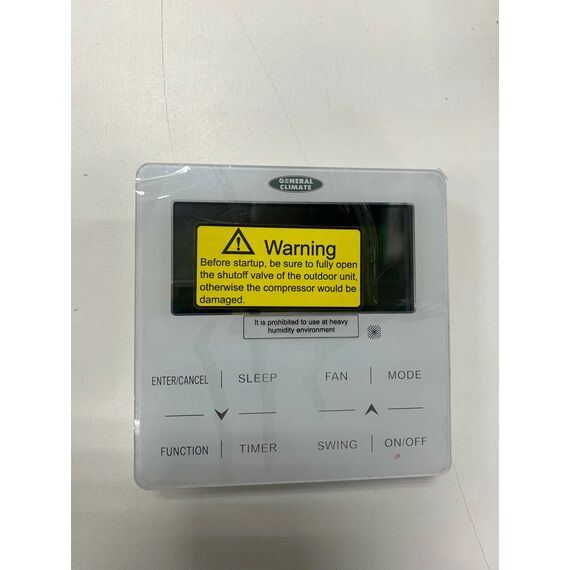 GENERAL
CLIMATE
Warning
Before startup, be sure to fully open
the shutoff valve of the outdoor unit,
otherwise the compressor would be
damaged.
It is prohibited to use at heavy
humidity environment
ENTER/CANCEL SLEEP FAN MODE
FUNCTION TIMER SWING ON/OFF